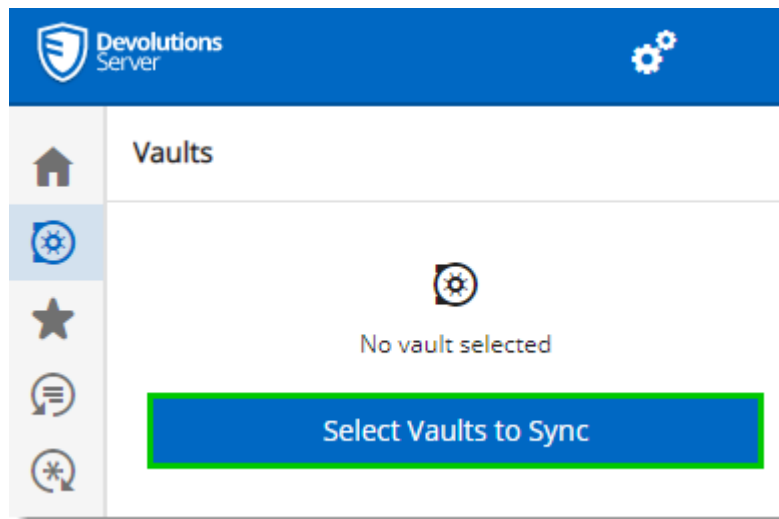 Devolutions
Server
Vaults
No vault selected
Select Vaults to Sync